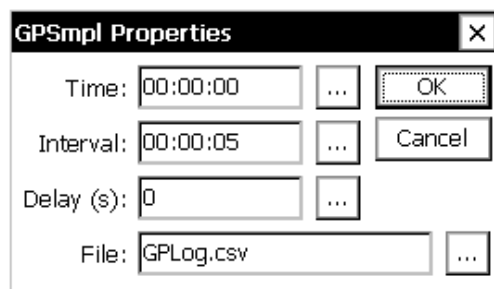 GPSmpl Properties
Time: 00:00:00 ... OK
Interval: 00:00:05 ... Cancel
Delay (s): 0 ...
File: GPLog.csv ...